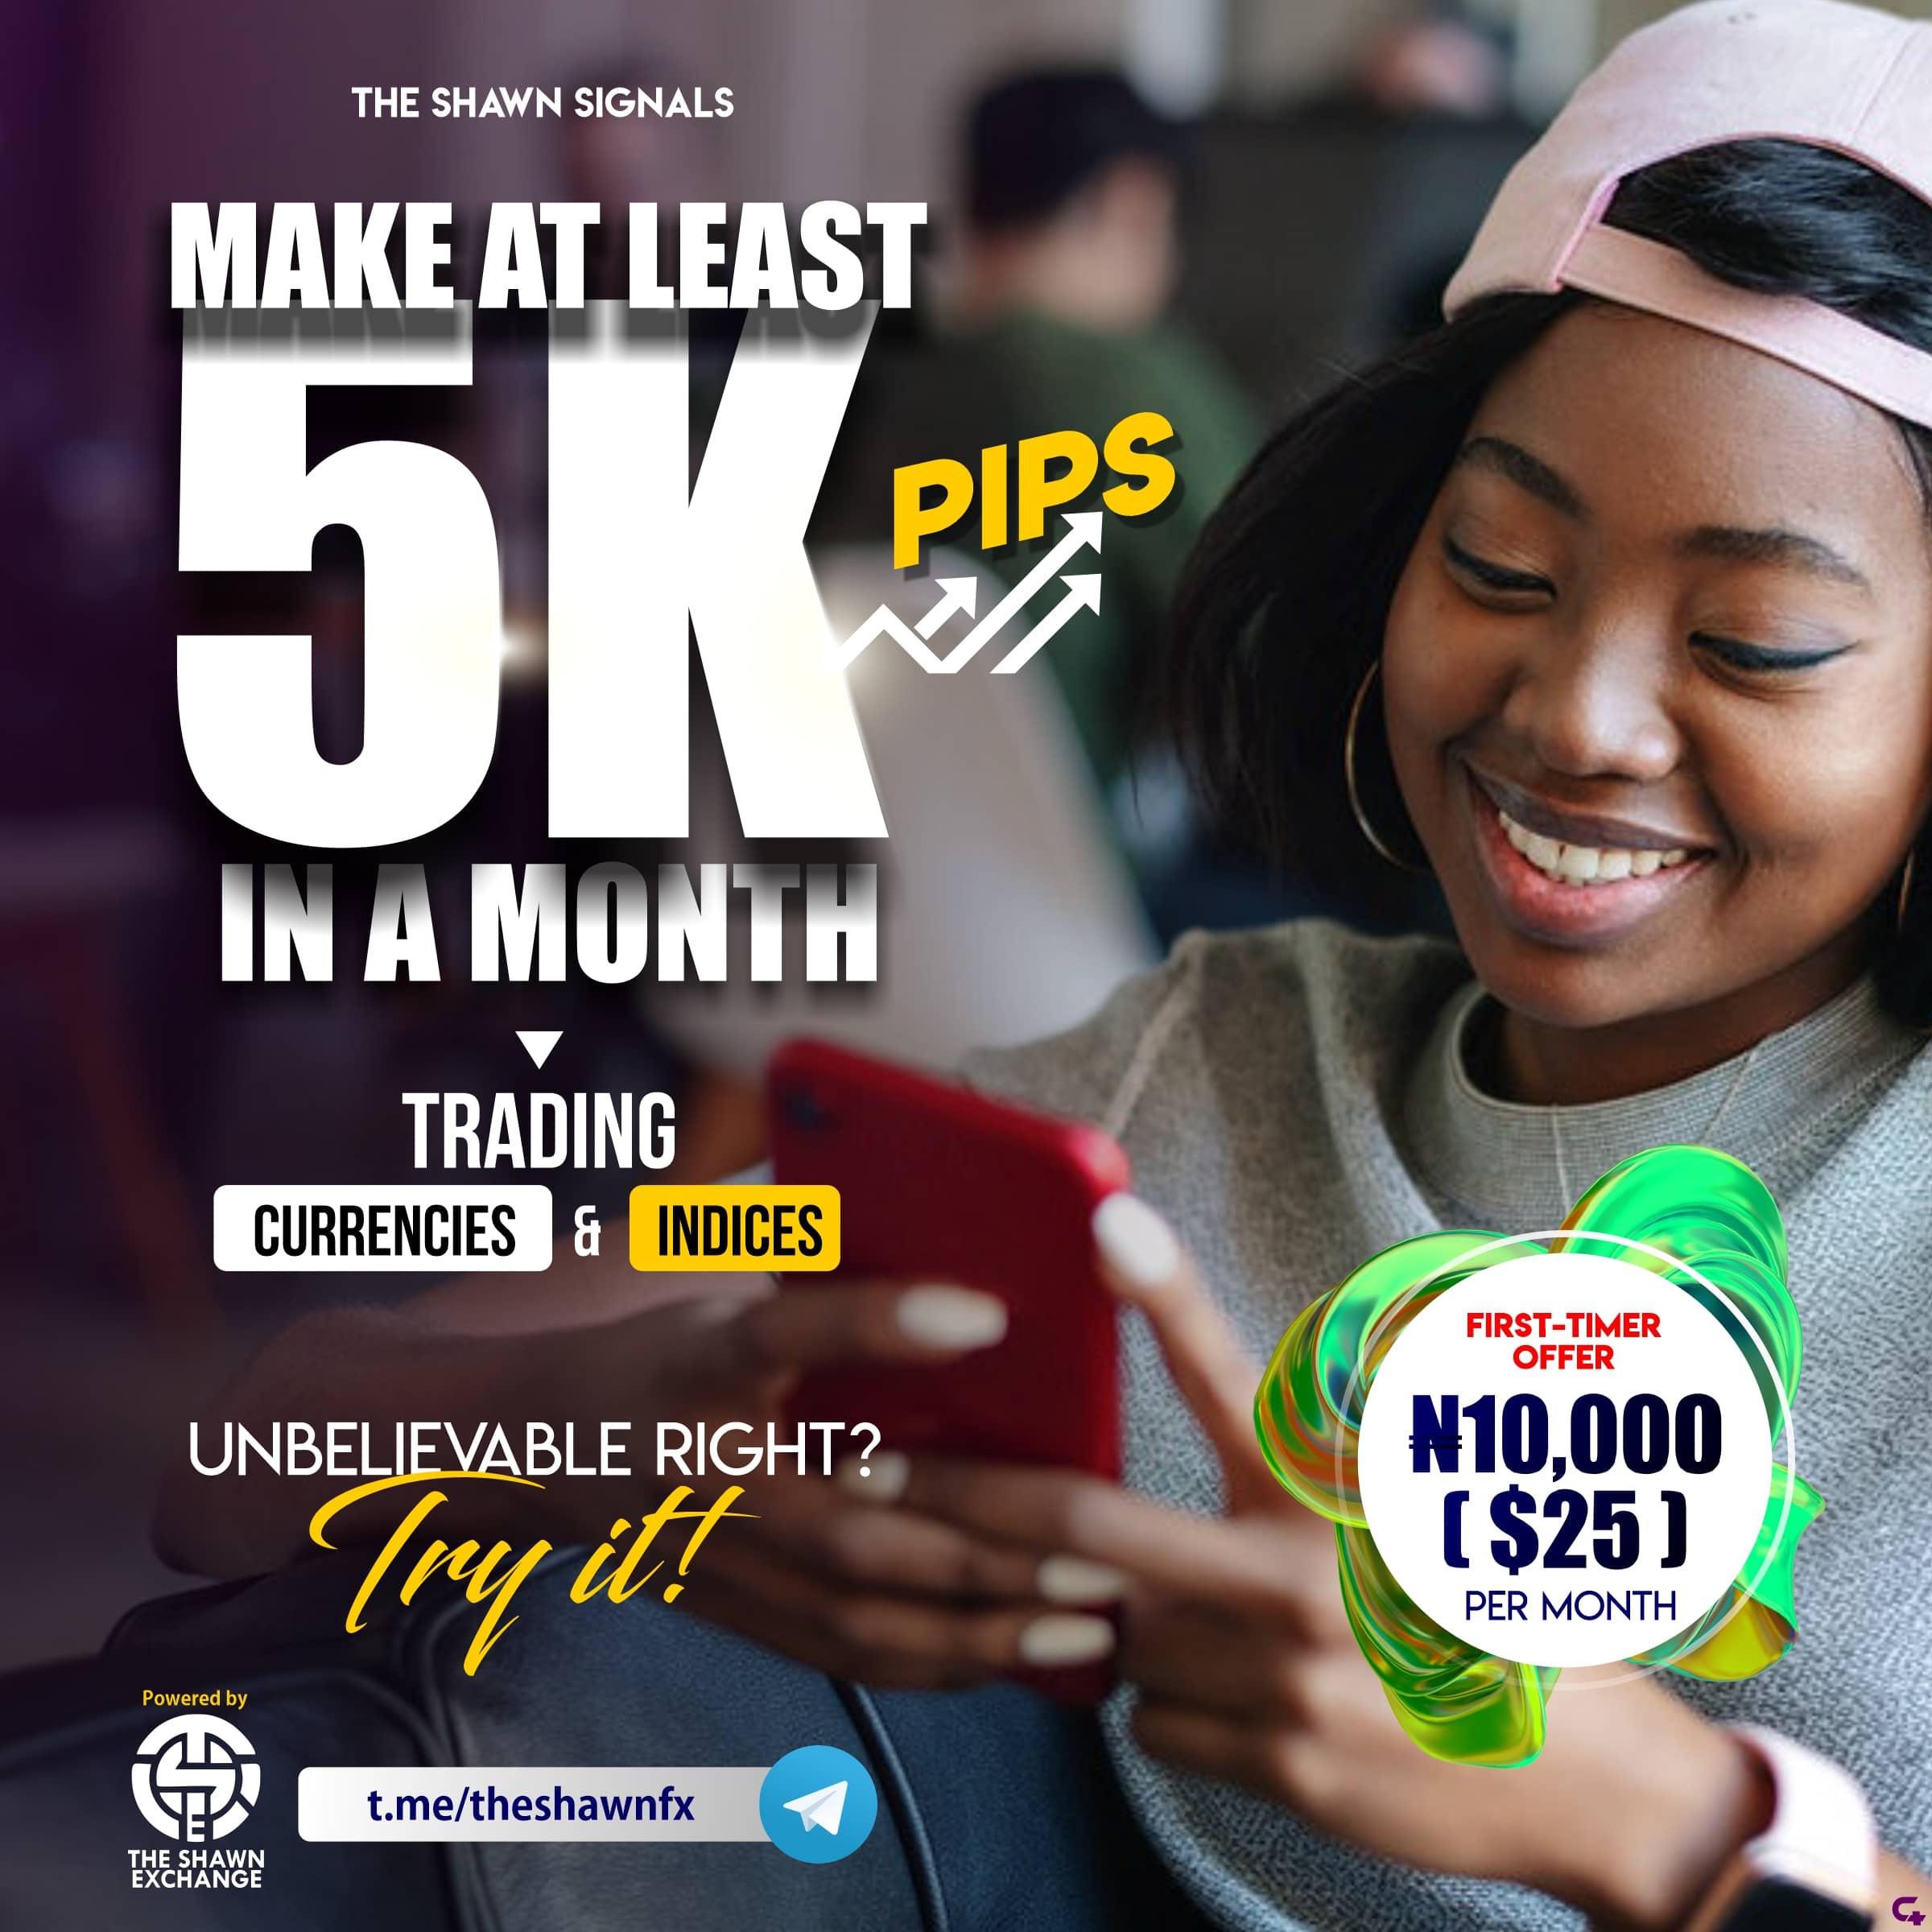 THE SHAWN SIGNALS
MAKE AT LEAST
5K
PIPS
IN A MONTH
TRADING
CURRENCIES & INDICES
UNBELIEVABLE RIGHT?
Try it!
FIRST-TIMER
OFFER
₦10,000
( $25 )
PER MONTH
Powered by
THE SHAWN
EXCHANGE
t.me/theshawnfx